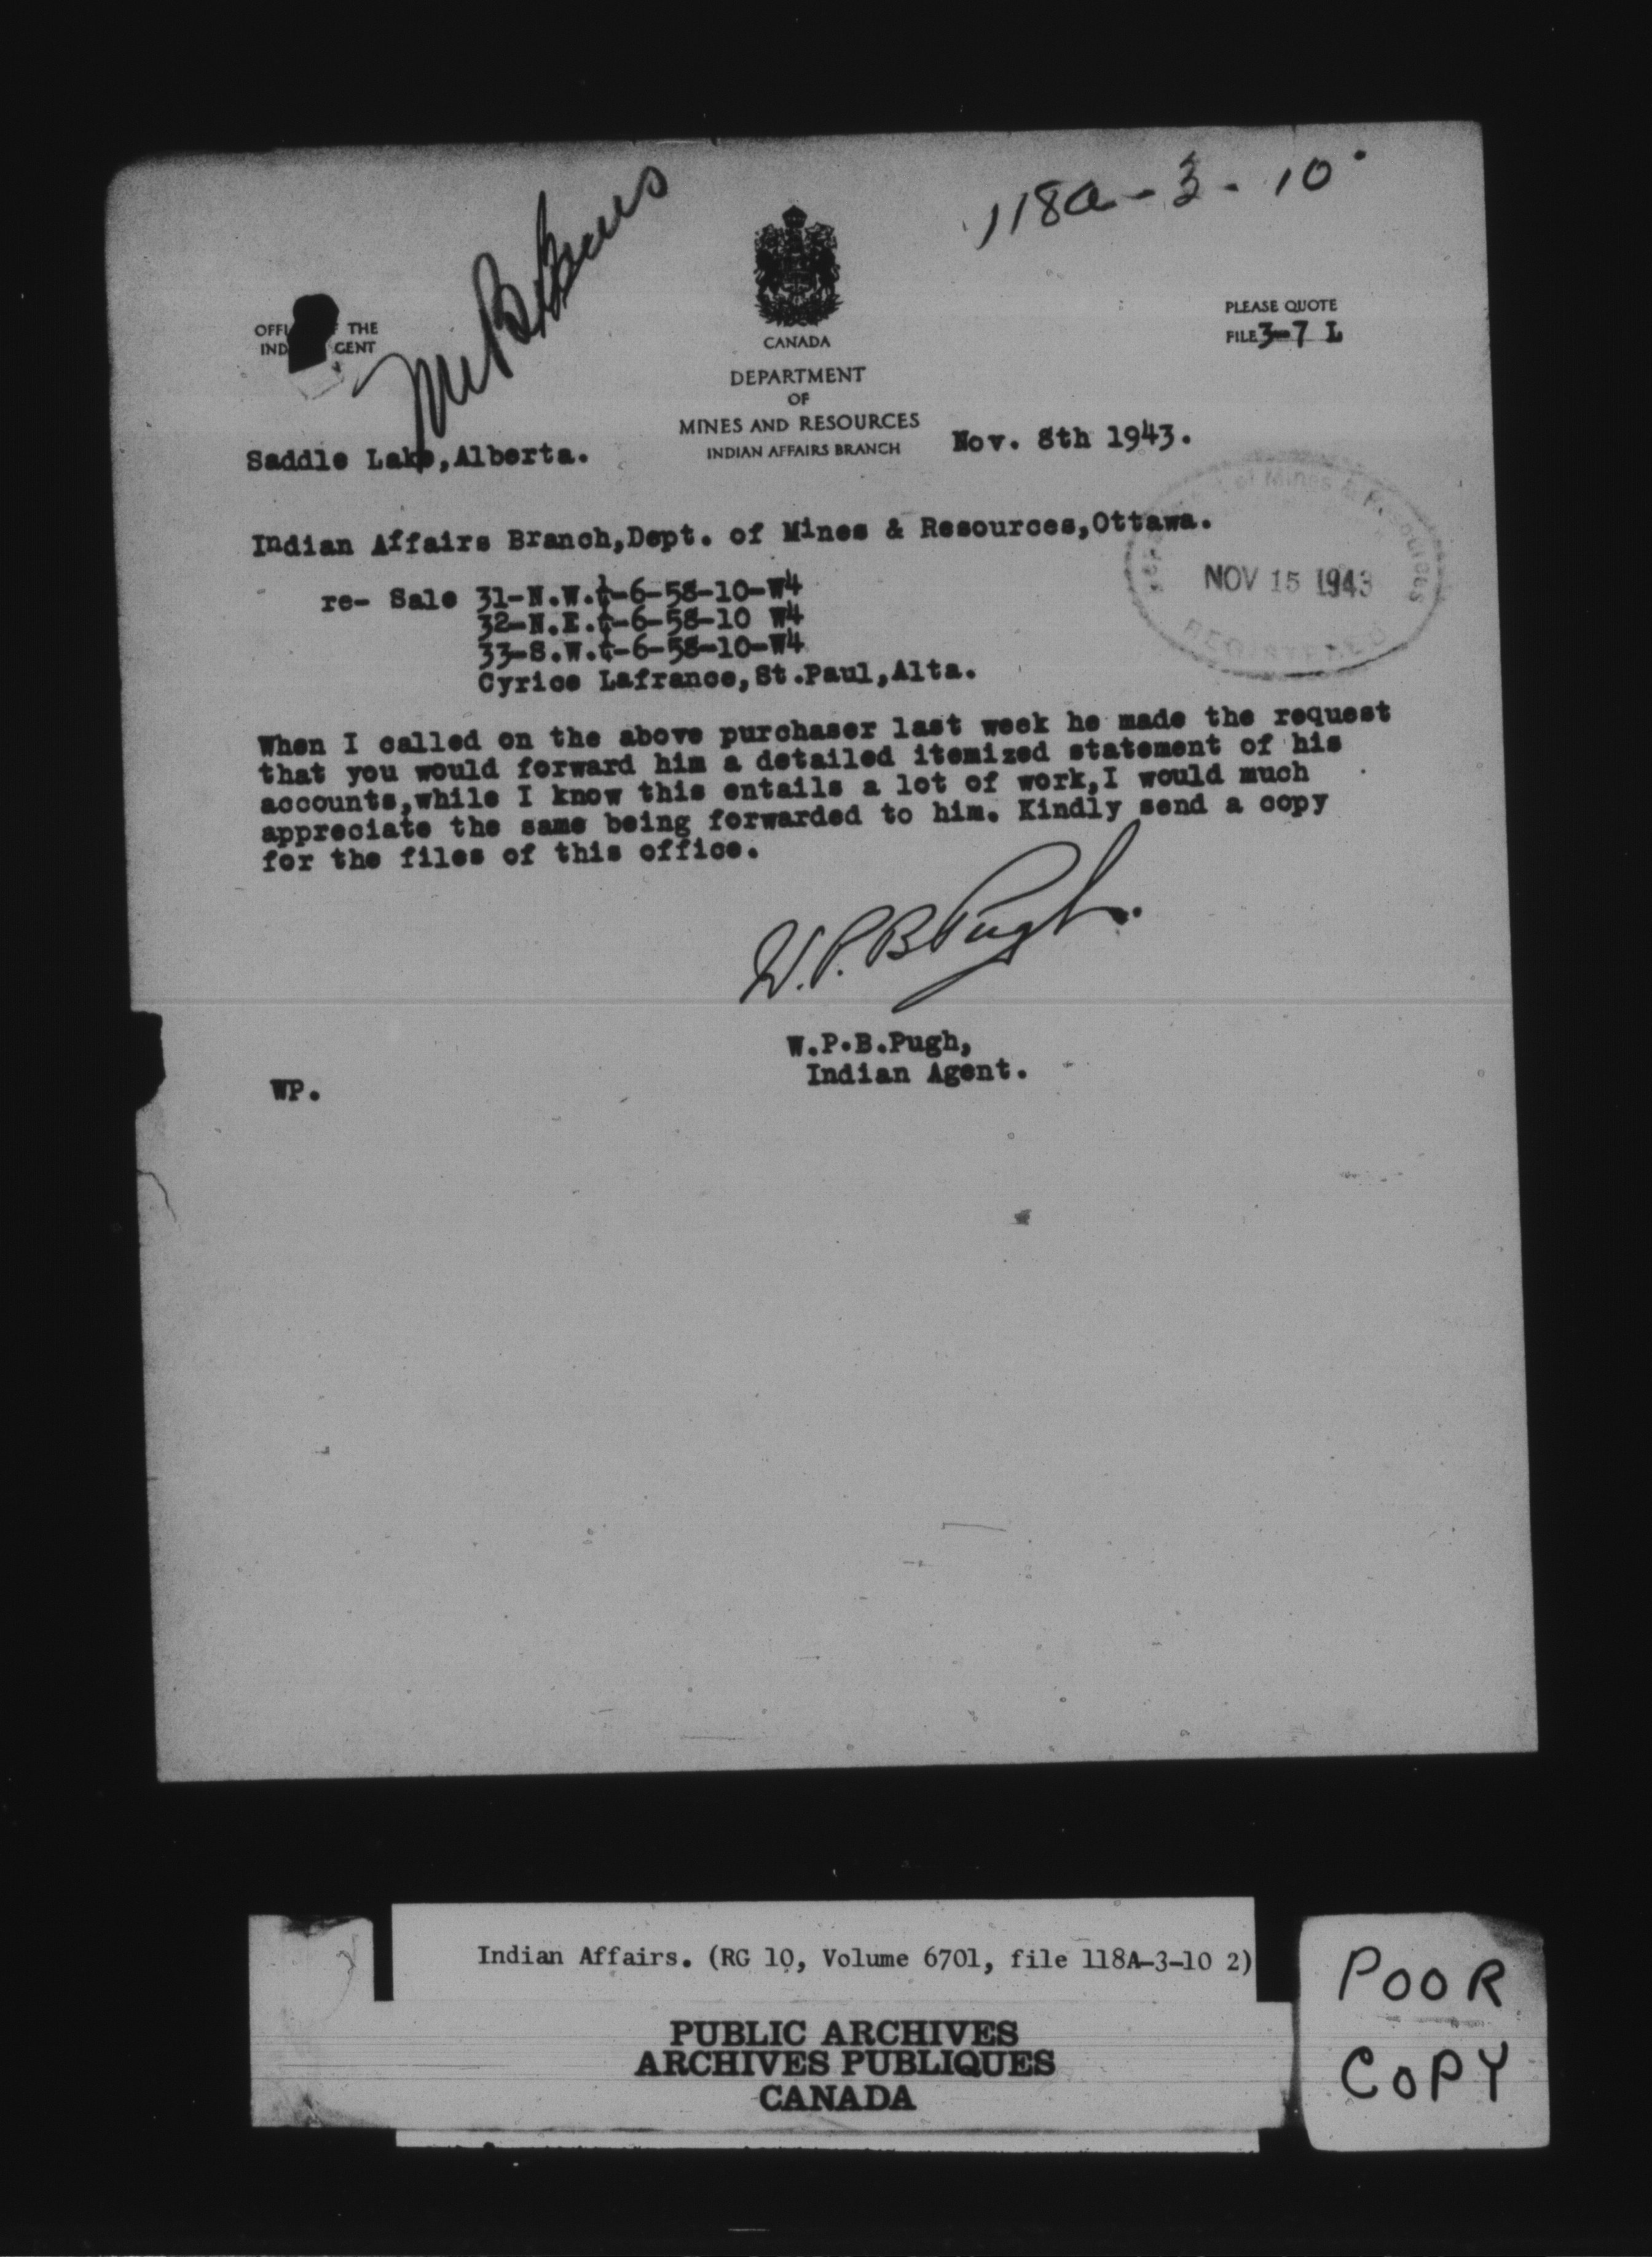 118a-3-10
OFFI THE
IND GENT
CANADA
DEPARTMENT
OF
MINES AND RESOURCES
INDIAN AFFAIRS BRANCH
PLEASE QUOTE
FILE 3-7 L
Saddle Lake,Alberta.
Nov. 8th 1943.
Indian Affairs Branch,Dept. of Mines & Resources,Ottawa.
of Mines & Resources
NOV 15 1943
REGISTERED
re- Sale 31-N.W.¼-6-58-10-W4
32-N.E.¼-6-58-10 W4
33-S.W.¼-6-58-10-W4
Cyrice Lafrance,St.Paul,Alta.
When I called on the above purchaser last week he made the request
that you would forward him a detailed itemized statement of his
accounts,while I know this entails a lot of work,I would much
appreciate the same being forwarded to him. Kindly send a copy
for the files of this office.
W.P.B Pugh.
W.P.B.Pugh,
Indian Agent.
WP.
Indian Affairs. (RG 10, Volume 6701, file 118A-3-10 2)
PUBLIC ARCHIVES
ARCHIVES PUBLIQUES
CANADA
POOR
COPY